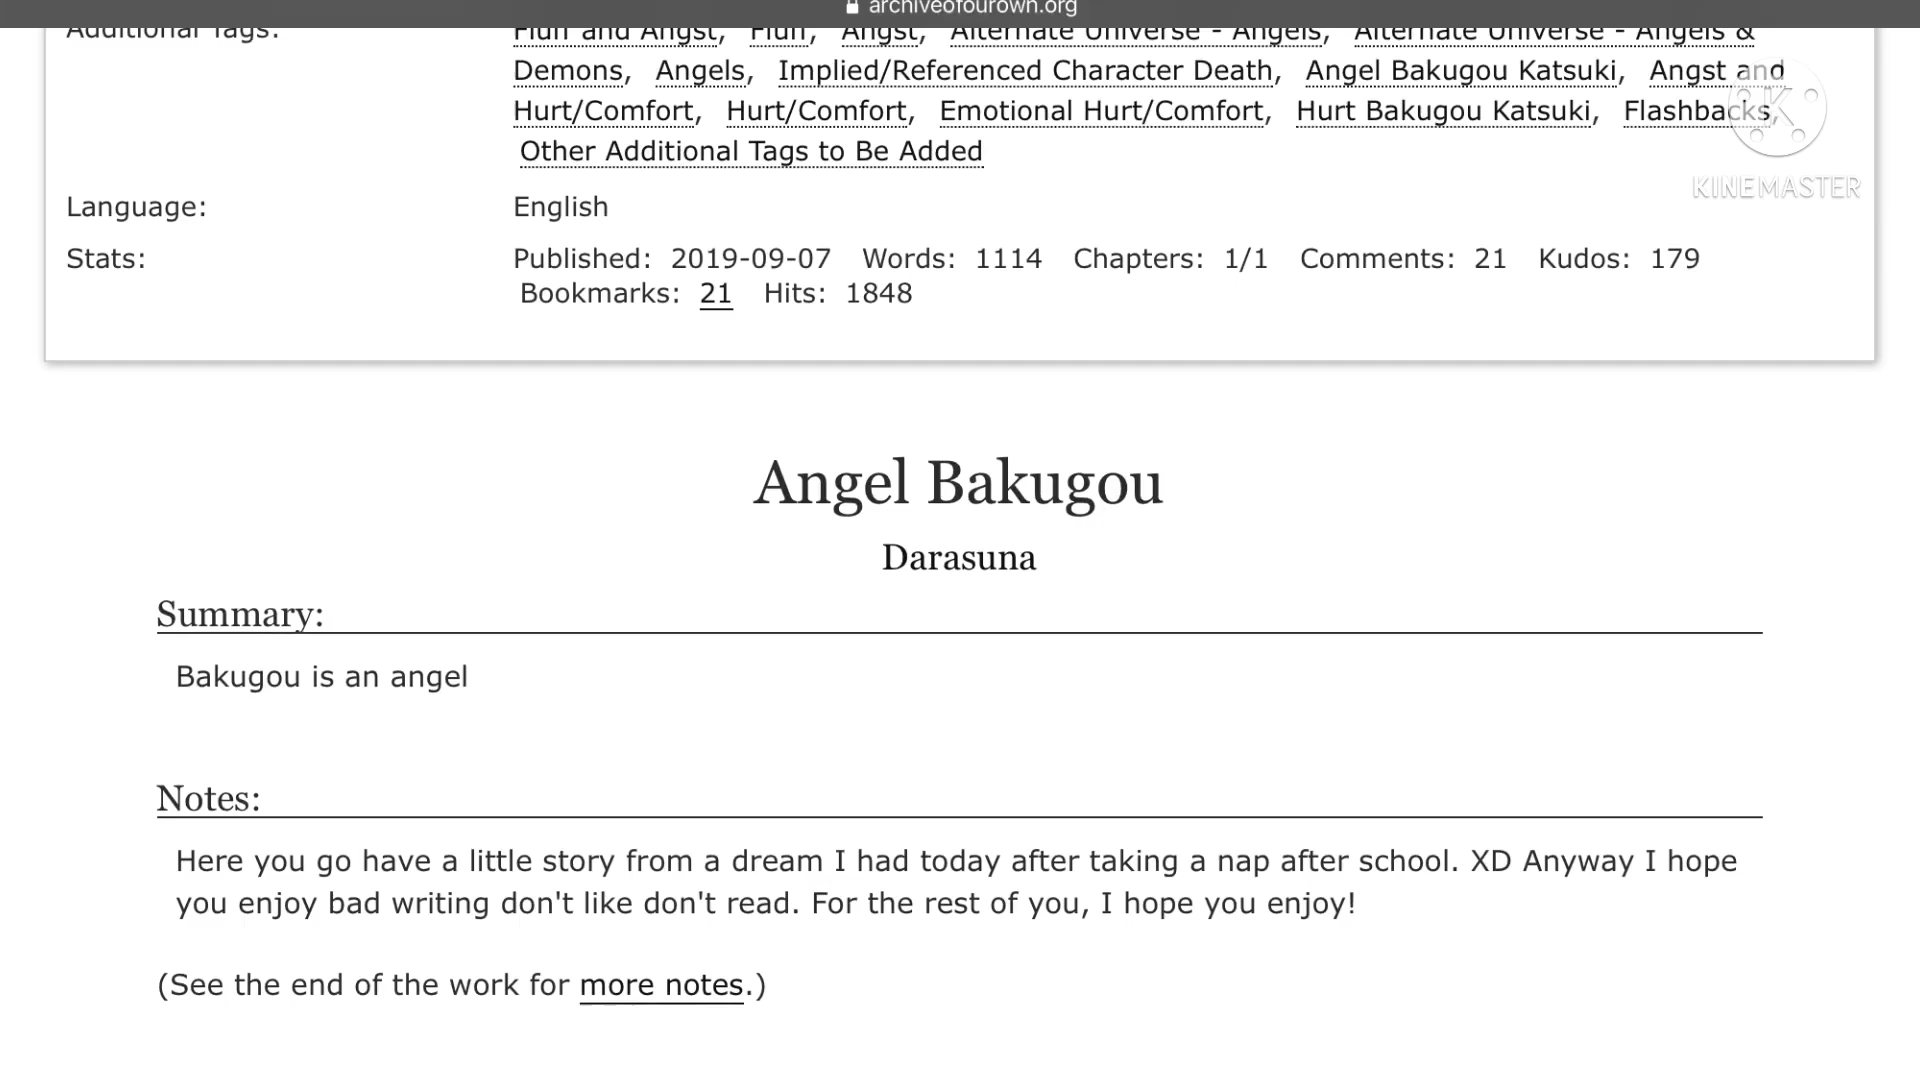 archiveofourown.org
Additional Tags: Fluff and Angst, Fluff, Angst, Alternate Universe - Angels, Alternate Universe - Angels &
Demons, Angels, Implied/Referenced Character Death, Angel Bakugou Katsuki, Angst and
Hurt/Comfort, Hurt/Comfort, Emotional Hurt/Comfort, Hurt Bakugou Katsuki, Flashbacks,
Other Additional Tags to Be Added
KINEMASTER
Language: English
Stats: Published: 2019-09-07 Words: 1114 Chapters: 1/1 Comments: 21 Kudos: 179
Bookmarks: 21 Hits: 1848
Angel Bakugou
Darasuna
Summary:
Bakugou is an angel
Notes:
Here you go have a little story from a dream I had today after taking a nap after school. XD Anyway I hope
you enjoy bad writing don't like don't read. For the rest of you, I hope you enjoy!
(See the end of the work for more notes.)